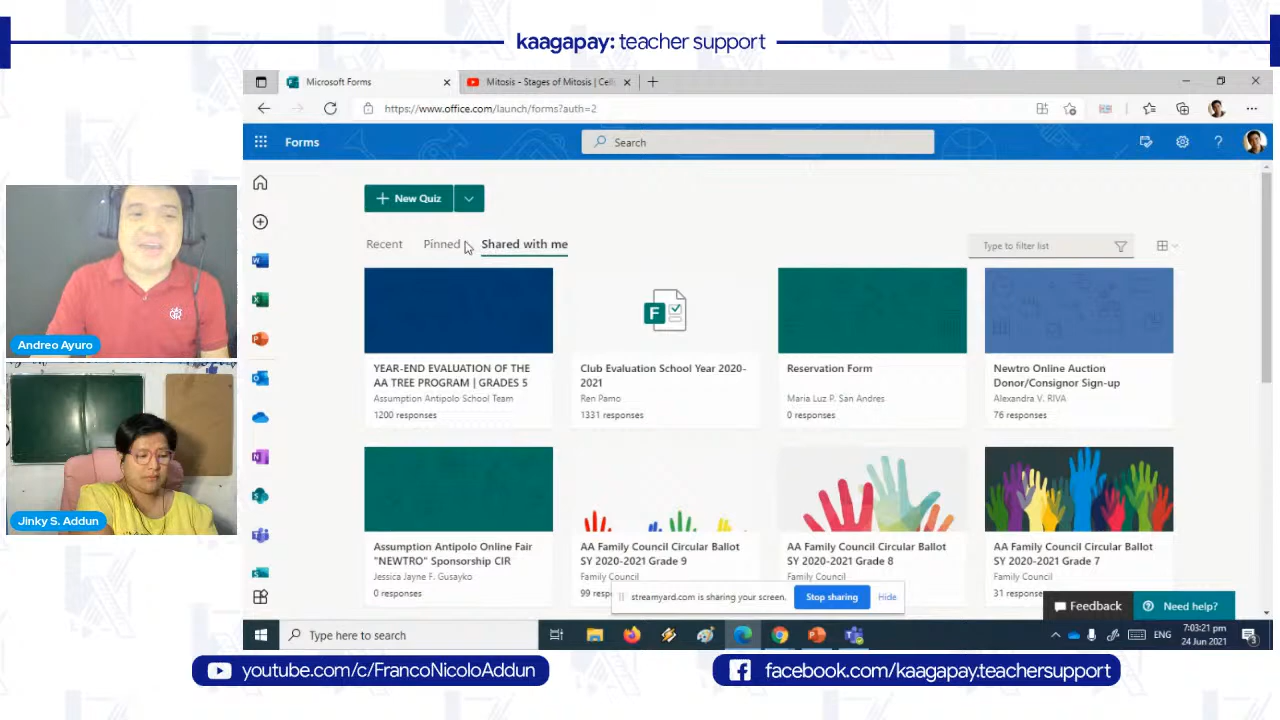 kaagapay: teacher support
Microsoft Forms
Mitosis - Stages of Mitosis | Cell
https://www.office.com/launch/forms?auth=2
Forms
Search
New Quiz
Recent
Pinned
Shared with me
Type to filter list
YEAR-END EVALUATION OF THE
AA TREE PROGRAM | GRADES 5
Assumption Antipolo School Team
1200 responses
Club Evaluation School Year 2020-
2021
Ren Pamo
1331 responses
Reservation Form
Maria Luz P. San Andres
0 responses
Newtro Online Auction
Donor/Consignor Sign-up
Alexandra V. RIVA
76 responses
Assumption Antipolo Online Fair
"NEWTRO" Sponsorship CIR
Jessica Jayne F. Gusayko
0 responses
AA Family Council Circular Ballot
SY 2020-2021 Grade 9
Family Council
99 resp
AA Family Council Circular Ballot
SY 2020-2021 Grade 8
Family Council
AA Family Council Circular Ballot
SY 2020-2021 Grade 7
Family Council
31 responses
streamyard.com is sharing your screen.
Stop sharing
Hide
Feedback
Need help?
Type here to search
ENG
7:03:21 pm
24 Jun 2021
Andreo Ayuro
Jinky S. Addun
youtube.com/c/FrancoNicoloAddun
facebook.com/kaagapay.teachersupport